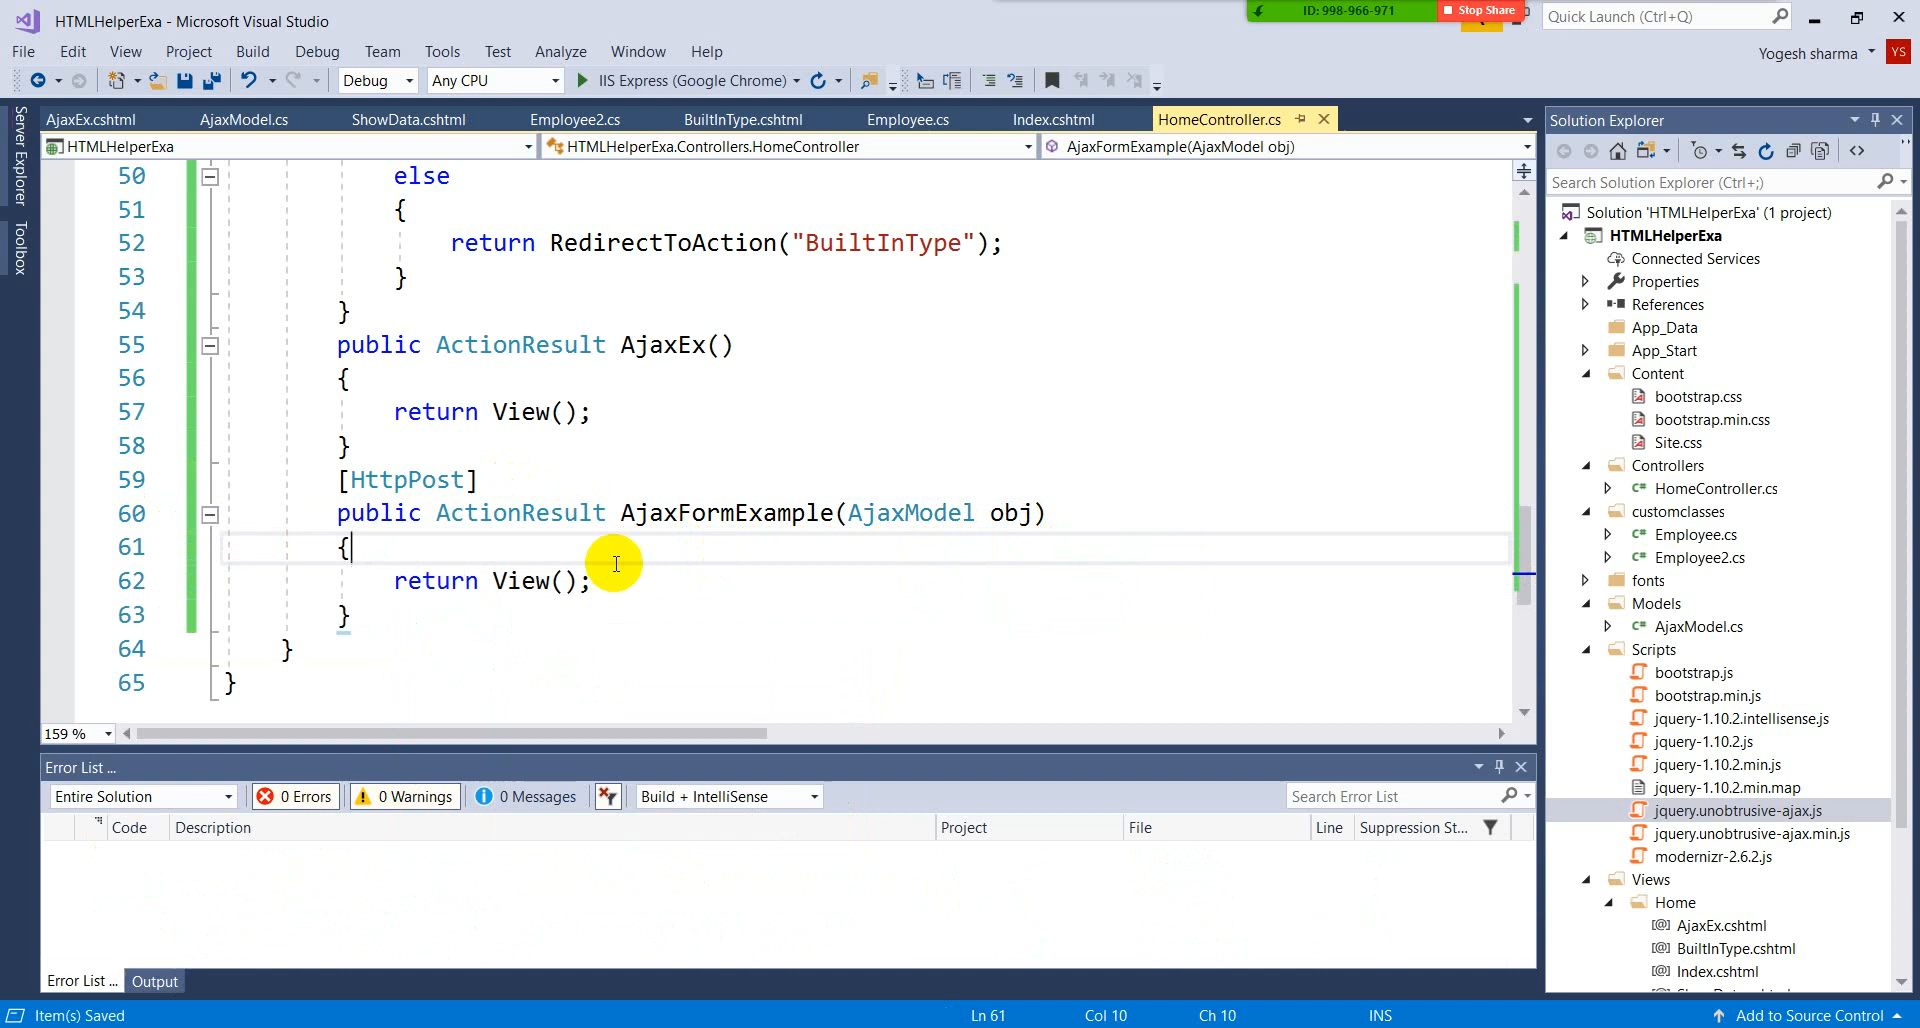 HTMLHelperExa - Microsoft Visual Studio
ID: 998-966-971
Stop Share
Quick Launch (Ctrl+Q)
File Edit View Project Build Debug Team Tools Test Analyze Window Help
Yogesh sharma
YS
Debug
Any CPU
IIS Express (Google Chrome)
Server Explorer
Toolbox
AjaxEx.cshtml AjaxModel.cs ShowData.cshtml Employee2.cs BuiltInType.cshtml Employee.cs Index.cshtml HomeController.cs
HTMLHelperExa
HTMLHelperExa.Controllers.HomeController
AjaxFormExample(AjaxModel obj)
50 else
51 {
52 return RedirectToAction("BuiltInType");
53 }
54 }
55 public ActionResult AjaxEx()
56 {
57 return View();
58 }
59 [HttpPost]
60 public ActionResult AjaxFormExample(AjaxModel obj)
61 {
62 return View();
63 }
64 }
65 }
159 %
Error List ...
Entire Solution
0 Errors
0 Warnings
0 Messages
Build + IntelliSense
Search Error List
Code Description Project File Line Suppression St...
Error List ... Output
Solution Explorer
Search Solution Explorer (Ctrl+;)
Solution 'HTMLHelperExa' (1 project)
HTMLHelperExa
Connected Services
Properties
References
App_Data
App_Start
Content
bootstrap.css
bootstrap.min.css
Site.css
Controllers
C# HomeController.cs
customclasses
C# Employee.cs
C# Employee2.cs
fonts
Models
C# AjaxModel.cs
Scripts
bootstrap.js
bootstrap.min.js
jquery-1.10.2.intellisense.js
jquery-1.10.2.js
jquery-1.10.2.min.js
jquery-1.10.2.min.map
jquery.unobtrusive-ajax.js
jquery.unobtrusive-ajax.min.js
modernizr-2.6.2.js
Views
Home
[@] AjaxEx.cshtml
[@] BuiltInType.cshtml
[@] Index.cshtml
Item(s) Saved
Ln 61 Col 10 Ch 10 INS
Add to Source Control